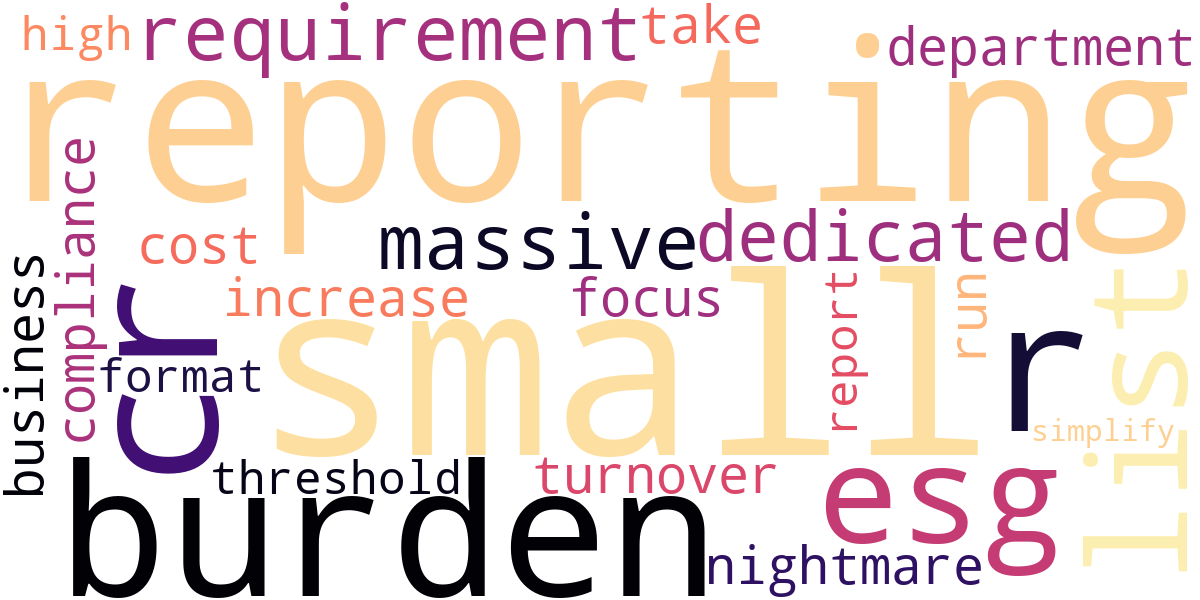 high
requirement
take
department
reporting
compliance
cost
massive
dedicated
business
increase
focus
report
run
list
cr
format
small
r
simplify
threshold
turnover
esg
burden
nightmare